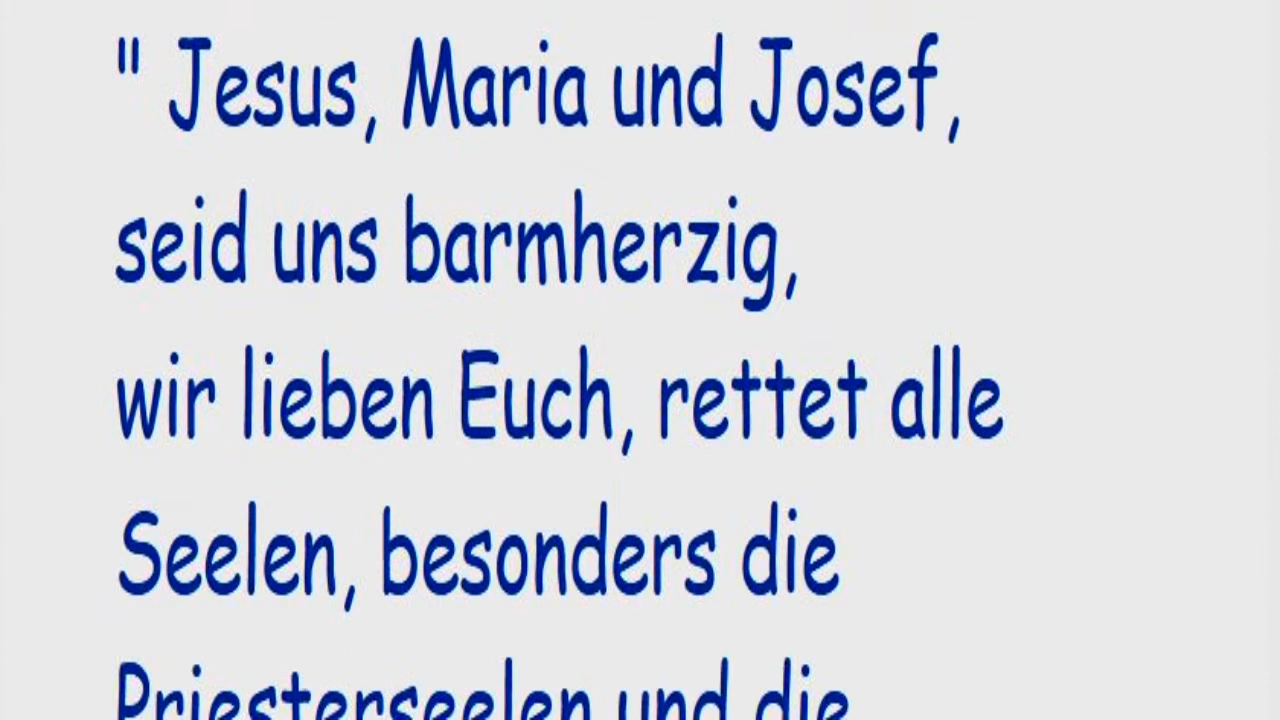 " Jesus, Maria und Josef,
seid uns barmherzig,
wir lieben Euch, rettet alle
Seelen, besonders die
Priesterseelen und die